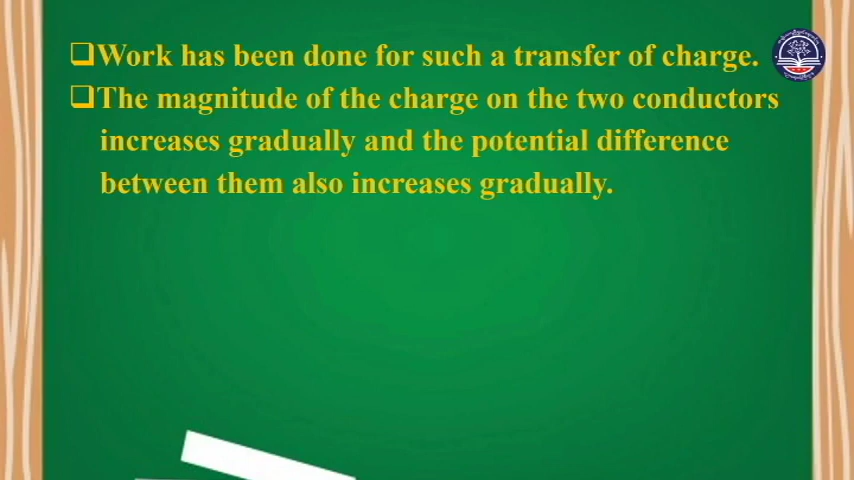 ❑Work has been done for such a transfer of charge.
❑The magnitude of the charge on the two conductors
increases gradually and the potential difference
between them also increases gradually.